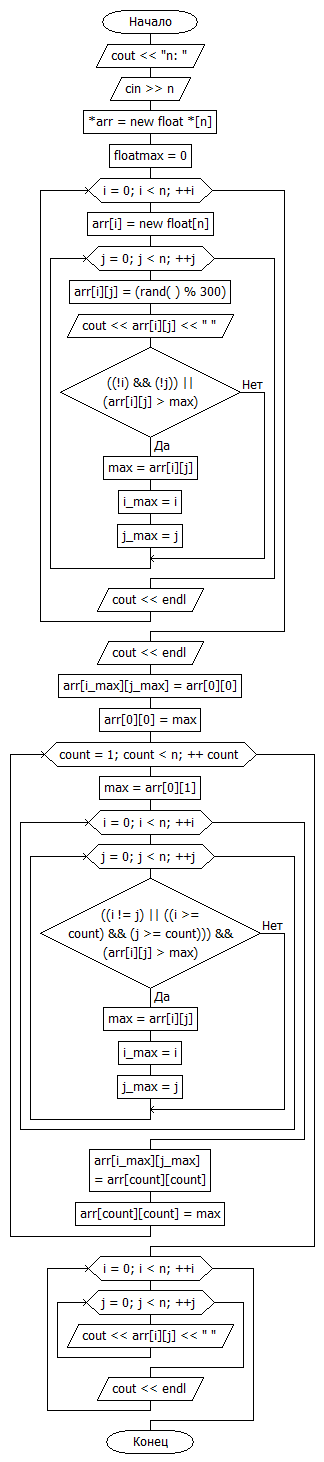 Начало
cout << "n: "
cin >> n
*arr = new float *[n]
floatmax = 0
i = 0; i < n; ++i
arr[i] = new float[n]
j = 0; j < n; ++j
arr[i][j] = (rand( ) % 300)
cout << arr[i][j] << " "
((!i) && (!j)) ||
(arr[i][j] > max)
Нет
Да
max = arr[i][j]
i_max = i
j_max = j
cout << endl
cout << endl
arr[i_max][j_max] = arr[0][0]
arr[0][0] = max
count = 1; count < n; ++ count
max = arr[0][1]
i = 0; i < n; ++i
j = 0; j < n; ++j
((i != j) || ((i >=
count) && (j >= count))) &&
(arr[i][j] > max)
Нет
Да
max = arr[i][j]
i_max = i
j_max = j
arr[i_max][j_max]
= arr[count][count]
arr[count][count] = max
i = 0; i < n; ++i
j = 0; j < n; ++j
cout << arr[i][j] << " "
cout << endl
Конец